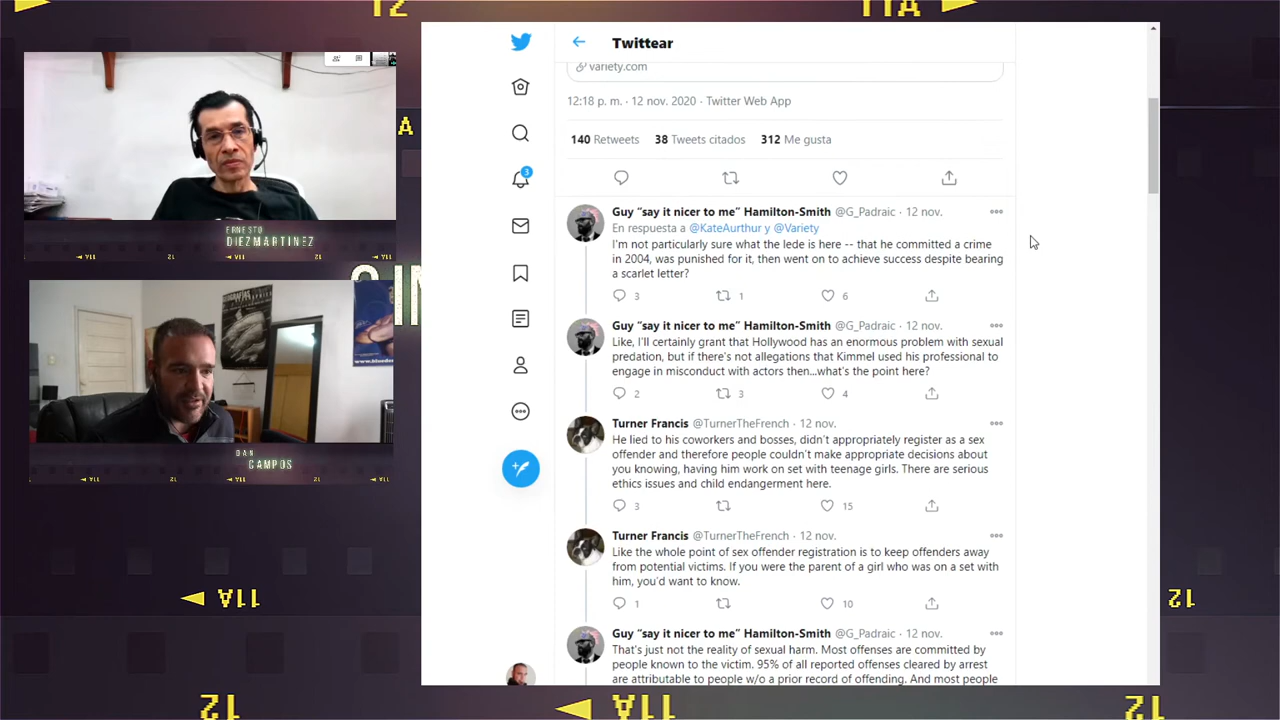 12
11A
A
ERNESTO
DIEZMARTINEZ
11A
12
11A
DAN
CAMPOS
11A
12
11A
11A
Twittear
variety.com
12:18 p. m. · 12 nov. 2020 · Twitter Web App
140 Retweets 38 Tweets citados 312 Me gusta
3
Guy “say it nicer to me” Hamilton-Smith @G_Padraic · 12 nov.
En respuesta a @KateAurthur y @Variety
I'm not particularly sure what the lede is here -- that he committed a crime
in 2004, was punished for it, then went on to achieve success despite bearing
a scarlet letter?
3 1 6
Guy “say it nicer to me” Hamilton-Smith @G_Padraic · 12 nov.
Like, I'll certainly grant that Hollywood has an enormous problem with sexual
predation, but if there's not allegations that Kimmel used his professional to
engage in misconduct with actors then...what's the point here?
2 3 4
Turner Francis @TurnerTheFrench · 12 nov.
He lied to his coworkers and bosses, didn't appropriately register as a sex
offender and therefore people couldn't make appropriate decisions about
you knowing, having him work on set with teenage girls. There are serious
ethics issues and child endangerment here.
3 15
Turner Francis @TurnerTheFrench · 12 nov.
Like the whole point of sex offender registration is to keep offenders away
from potential victims. If you were the parent of a girl who was on a set with
him, you'd want to know.
1 10
Guy “say it nicer to me” Hamilton-Smith @G_Padraic · 12 nov.
That's just not the reality of sexual harm. Most offenses are committed by
people known to the victim. 95% of all reported offenses cleared by arrest
are attributable to people w/o a prior record of offending. And most people
11A
12
12
11A
12